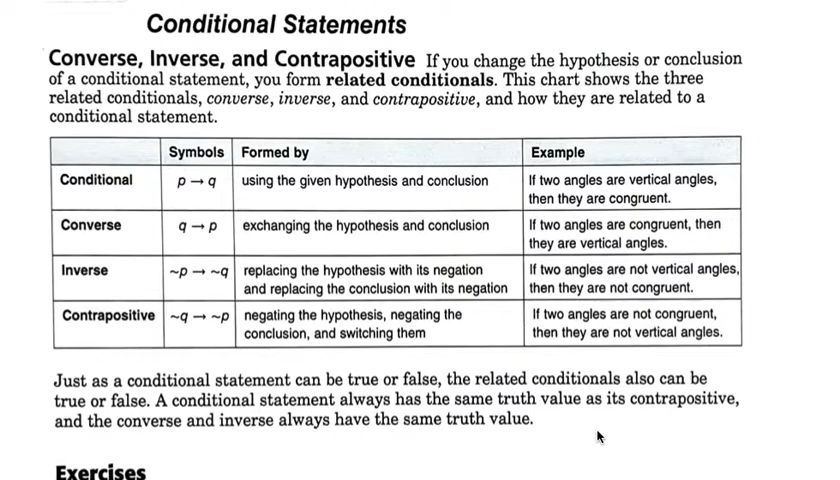 Conditional Statements
Converse, Inverse, and Contrapositive If you change the hypothesis or conclusion
of a conditional statement, you form related conditionals. This chart shows the three
related conditionals, converse, inverse, and contrapositive, and how they are related to a
conditional statement.
Symbols Formed by Example
Conditional p → q using the given hypothesis and conclusion If two angles are vertical angles,
then they are congruent.
Converse q → p exchanging the hypothesis and conclusion If two angles are congruent, then
they are vertical angles.
Inverse ~p → ~q replacing the hypothesis with its negation If two angles are not vertical angles,
and replacing the conclusion with its negation then they are not congruent.
Contrapositive ~q → ~p negating the hypothesis, negating the If two angles are not congruent,
conclusion, and switching them then they are not vertical angles.
Just as a conditional statement can be true or false, the related conditionals also can be
true or false. A conditional statement always has the same truth value as its contrapositive,
and the converse and inverse always have the same truth value.
Exercises